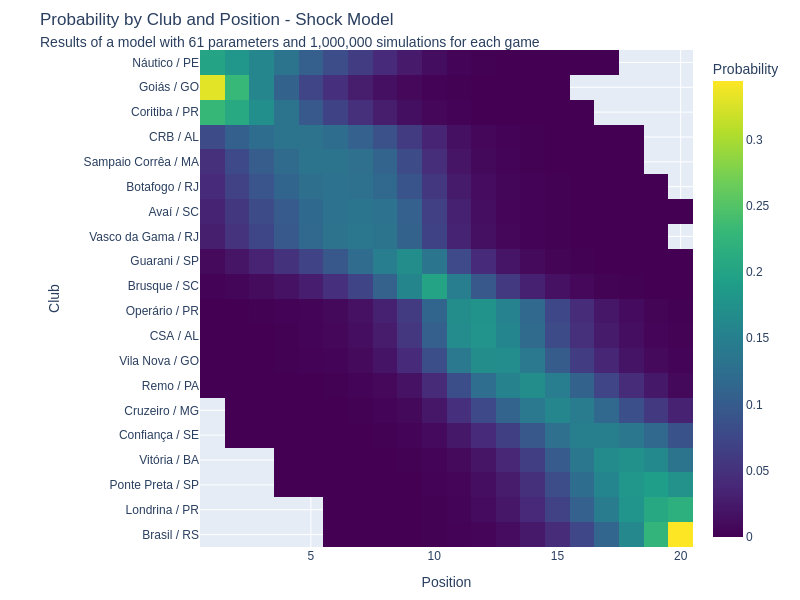 Probability by Club and Position - Shock Model
Results of a model with 61 parameters and 1,000,000 simulations for each game
Náutico / PE
Goiás / GO
Coritiba / PR
CRB / AL
Sampaio Corrêa / MA
Botafogo / RJ
Avaí / SC
Vasco da Gama / RJ
Guarani / SP
Brusque / SC
Operário / PR
CSA / AL
Vila Nova / GO
Remo / PA
Cruzeiro / MG
Confiança / SE
Vitória / BA
Ponte Preta / SP
Londrina / PR
Brasil / RS
Club
5
10
15
20
Position
Probability
0.3
0.25
0.2
0.15
0.1
0.05
0